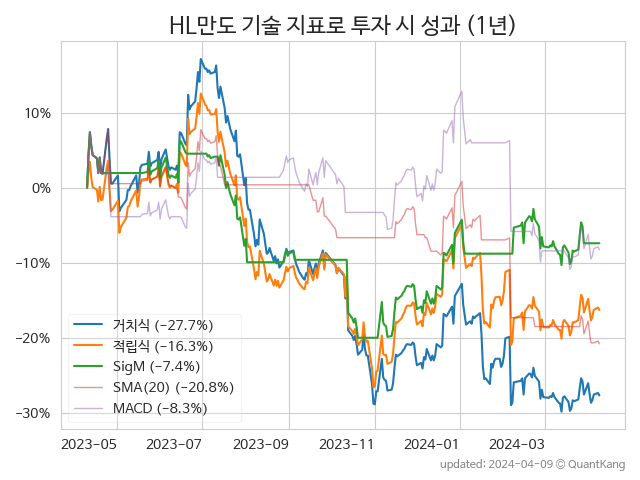 HL만도 기술 지표로 투자 시 성과 (1년)
10%
0%
−10%
−20%
−30%
거치식 (−27.7%)
적립식 (−16.3%)
SigM (−7.4%)
SMA(20) (−20.8%)
MACD (−8.3%)
2023-05
2023-07
2023-09
2023-11
2024-01
2024-03
updated: 2024-04-09 © QuantKang